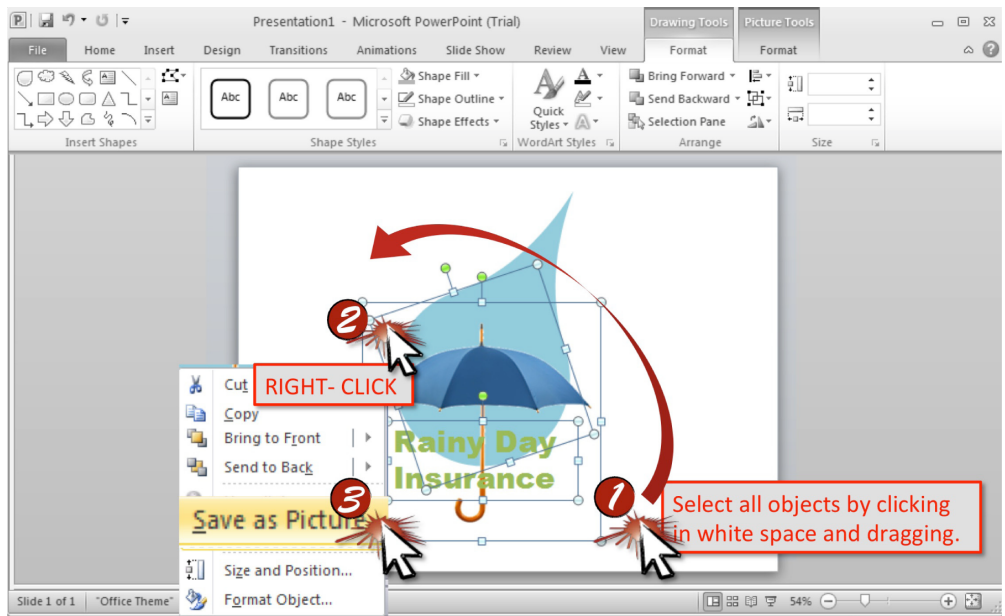 Presentation1 - Microsoft PowerPoint (Trial)
Drawing Tools
Picture Tools
File Home Insert Design Transitions Animations Slide Show Review View Format Format
Abc Abc Abc
Shape Fill
Shape Outline
Shape Effects
Quick
Styles
Bring Forward
Send Backward
Selection Pane
Insert Shapes
Shape Styles
WordArt Styles
Arrange
Size
2
RIGHT- CLICK
Cut
Copy
Bring to Front
Send to Back
3
Save as Picture
Size and Position...
Format Object...
Rainy Day
Insurance
1
Select all objects by clicking
in white space and dragging.
Slide 1 of 1
"Office Theme"
54%